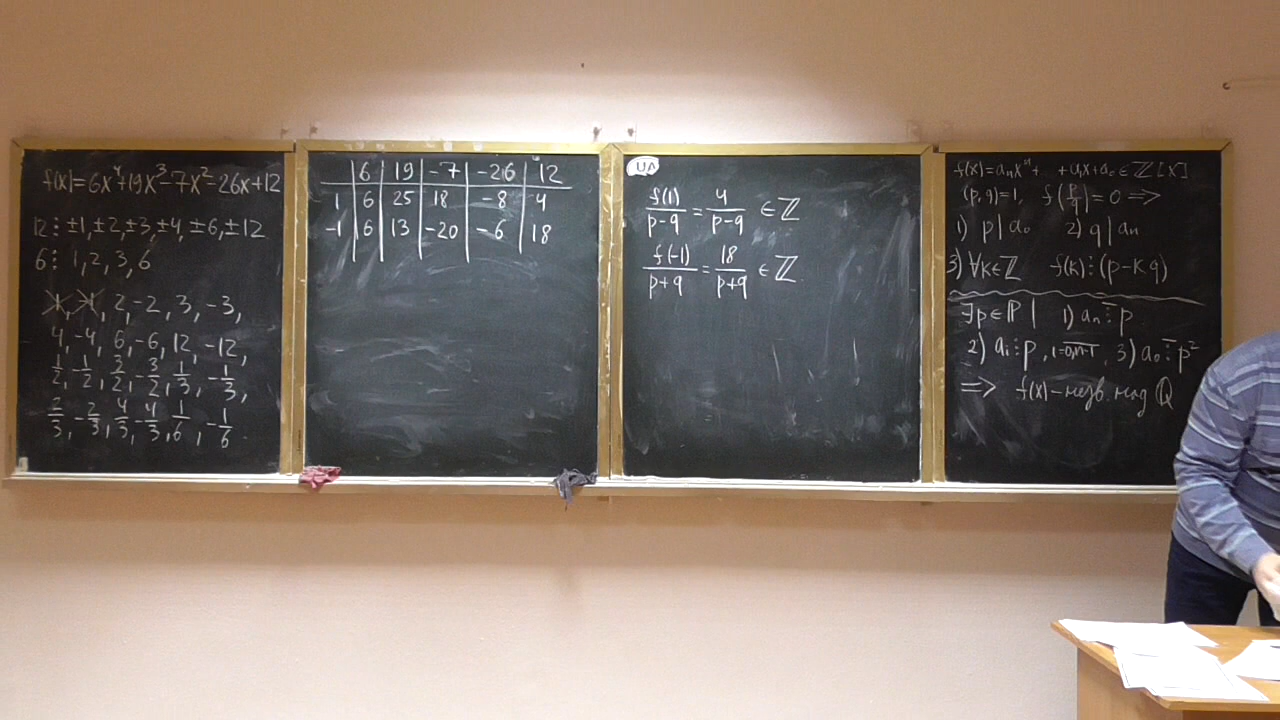 f(x)=6x⁴+19x³-7x²-26x+12
12⋮ ±1,±2,±3,±4,±6,±12
6⋮ 1,2,3,6
1, -1, 2, -2, 3, -3,
4, -4, 6, -6, 12, -12,
1/2, -1/2, 3/2, -3/2, 1/3, -1/3,
2/3, -2/3, 4/3, -4/3, 1/6, -1/6
6 19 -7 -26 12
1 6 25 18 -8 4
-1 6 13 -20 -6 18
UA
f(1)/(p-q) = 4/(p-q) ∈ ℤ
f(-1)/(p+q) = 18/(p+q) ∈ ℤ
f(x)=aₙxⁿ+ ... +a₁x+a₀ ∈ ℤ[x]
(p,q)=1, f(p/q)=0 ⟹
1) p|a₀ 2) q|aₙ
3) ∀k∈ℤ f(k)⋮(p-kq)
∃p∈ℙ | 1) aₙ ⋮̅ p
2) aᵢ⋮p, i=0,n-1, 3) a₀ ⋮̅ p²
⟹ f(x) - незв. над ℚ